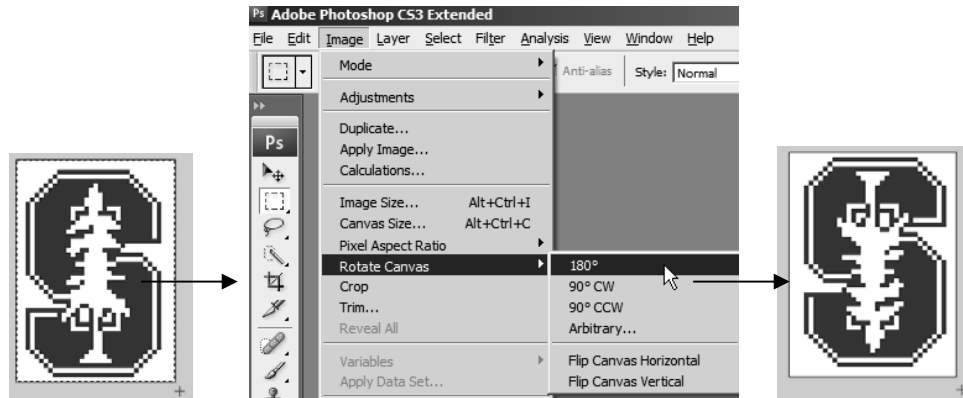 Ps Adobe Photoshop CS3 Extended
File Edit Image Layer Select Filter Analysis View Window Help
Mode
Anti-alias Style: Normal
Adjustments
Ps
Duplicate...
Apply Image...
Calculations...
Image Size... Alt+Ctrl+I
Canvas Size... Alt+Ctrl+C
Pixel Aspect Ratio
Rotate Canvas
Crop
Trim...
Reveal All
Variables
Apply Data Set...
180°
90° CW
90° CCW
Arbitrary...
Flip Canvas Horizontal
Flip Canvas Vertical